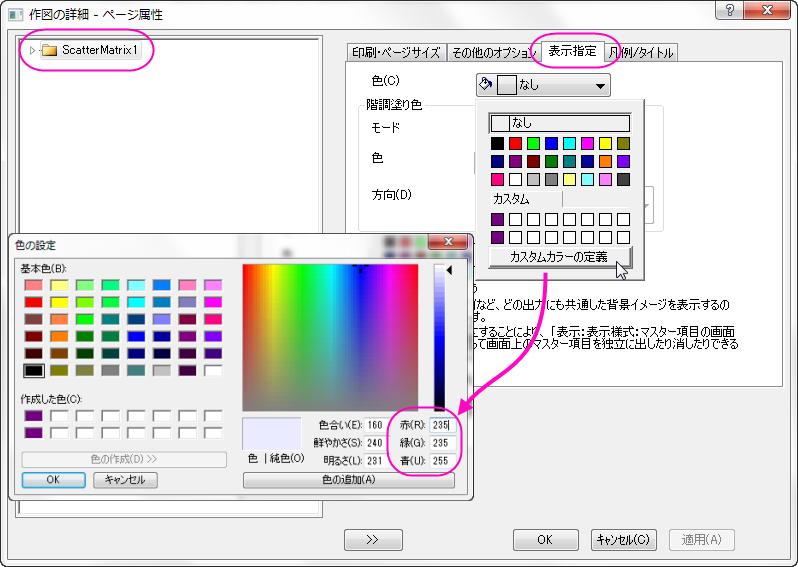 作図の詳細 - ページ属性
ScatterMatrix1
印刷・ページサイズ
その他のオプション
表示指定
凡例/タイトル
色(C)
なし
階調塗り色
モード
色
方向(D)
なし
カスタム
カスタムカラーの定義
など、どの出力にも共通した背景イメージを表示するの
す。
にすることにより、「表示：表示様式：マスター項目の画面
って画面上のマスター項目を独立に出したり消したりできる
色の設定
基本色(B):
作成した色(C):
色の作成(D) >>
OK
キャンセル
色合い(E): 160
鮮やかさ(S): 240
明るさ(L): 231
赤(R): 235
緑(G): 235
青(U): 255
色 | 純色(O)
色の追加(A)
>>
OK
キャンセル(C)
適用(A)